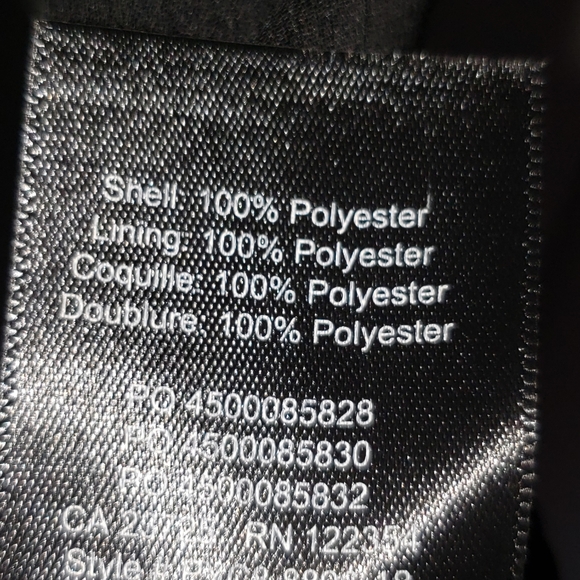 Shell: 100% Polyester
Lining: 100% Polyester
Coquille: 100% Polyester
Doublure: 100% Polyester
PO 4500085828
PO 4500085830
PO 4500085832
CA RN
Style #